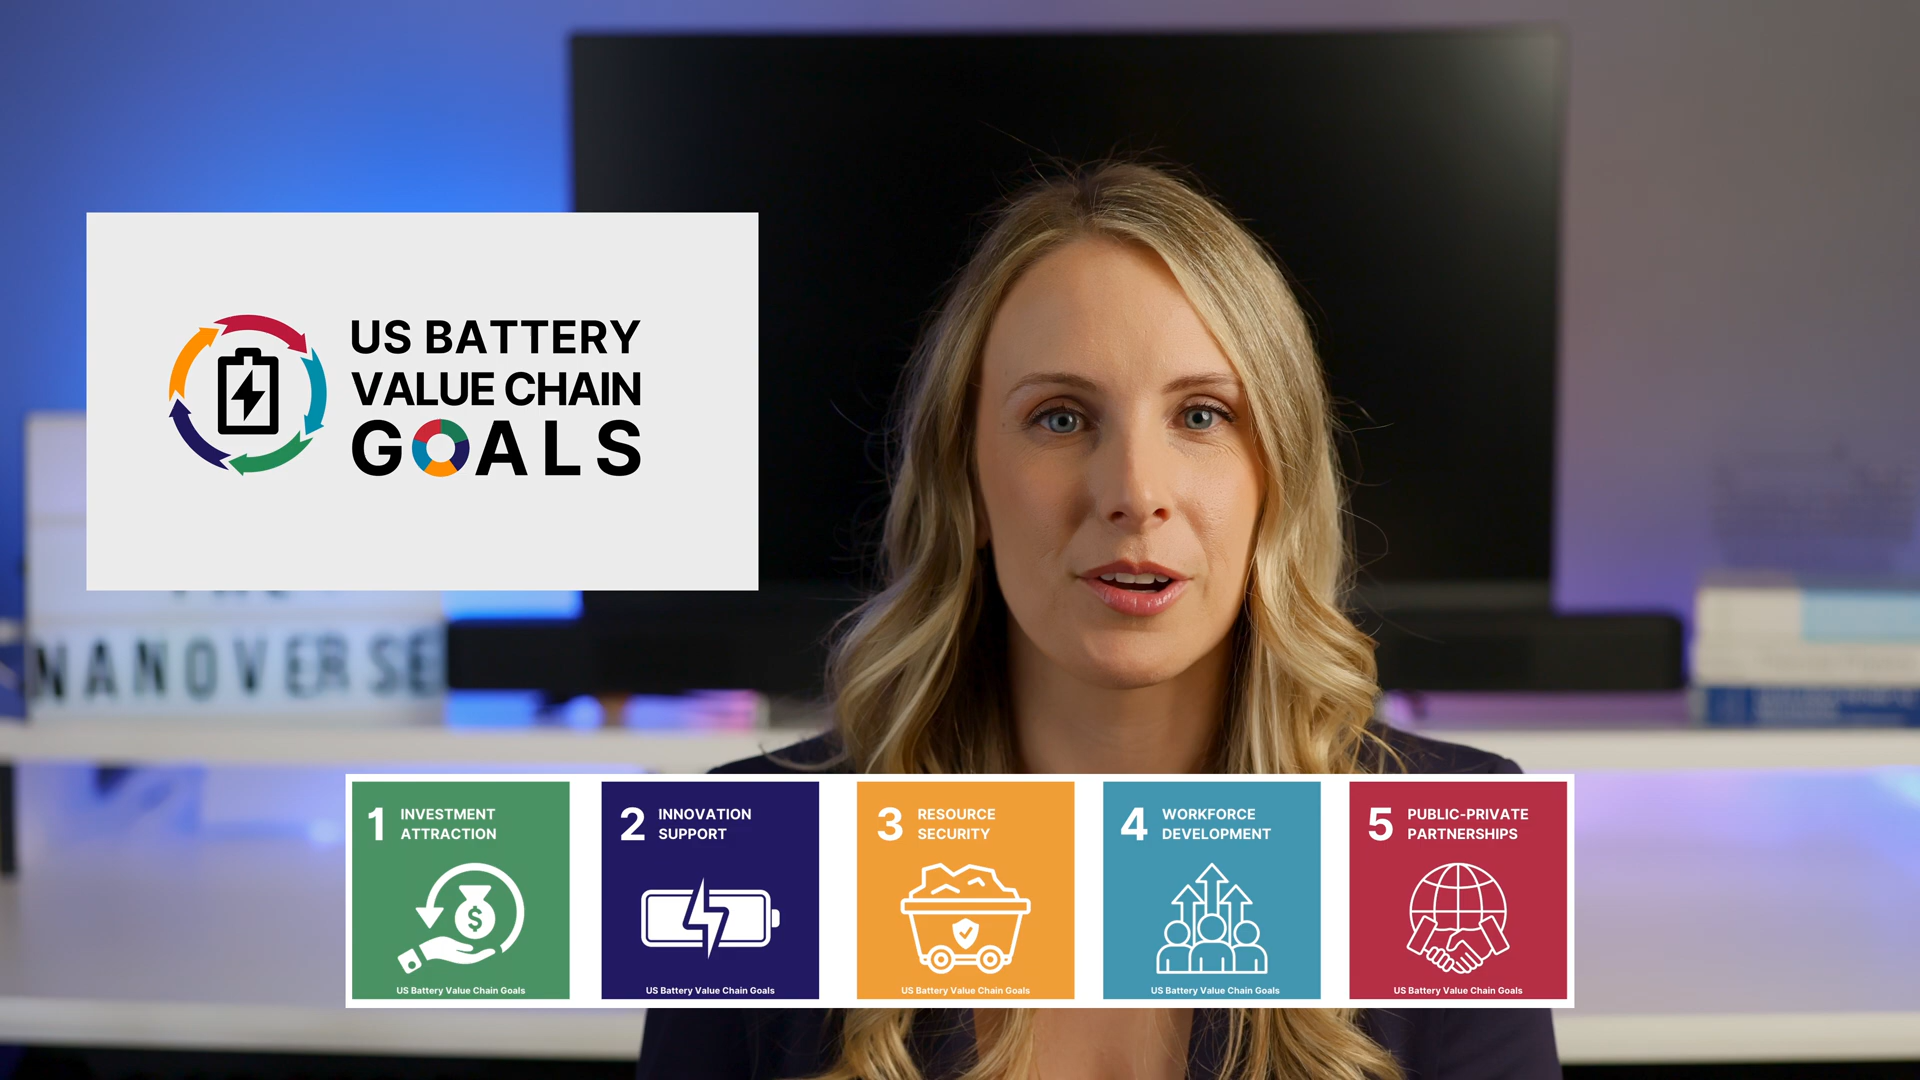 US BATTERY
VALUE CHAIN
GOALS
NANOVERSE
1 INVESTMENT
ATTRACTION
US Battery Value Chain Goals
2 INNOVATION
SUPPORT
US Battery Value Chain Goals
3 RESOURCE
SECURITY
US Battery Value Chain Goals
4 WORKFORCE
DEVELOPMENT
US Battery Value Chain Goals
5 PUBLIC-PRIVATE
PARTNERSHIPS
US Battery Value Chain Goals